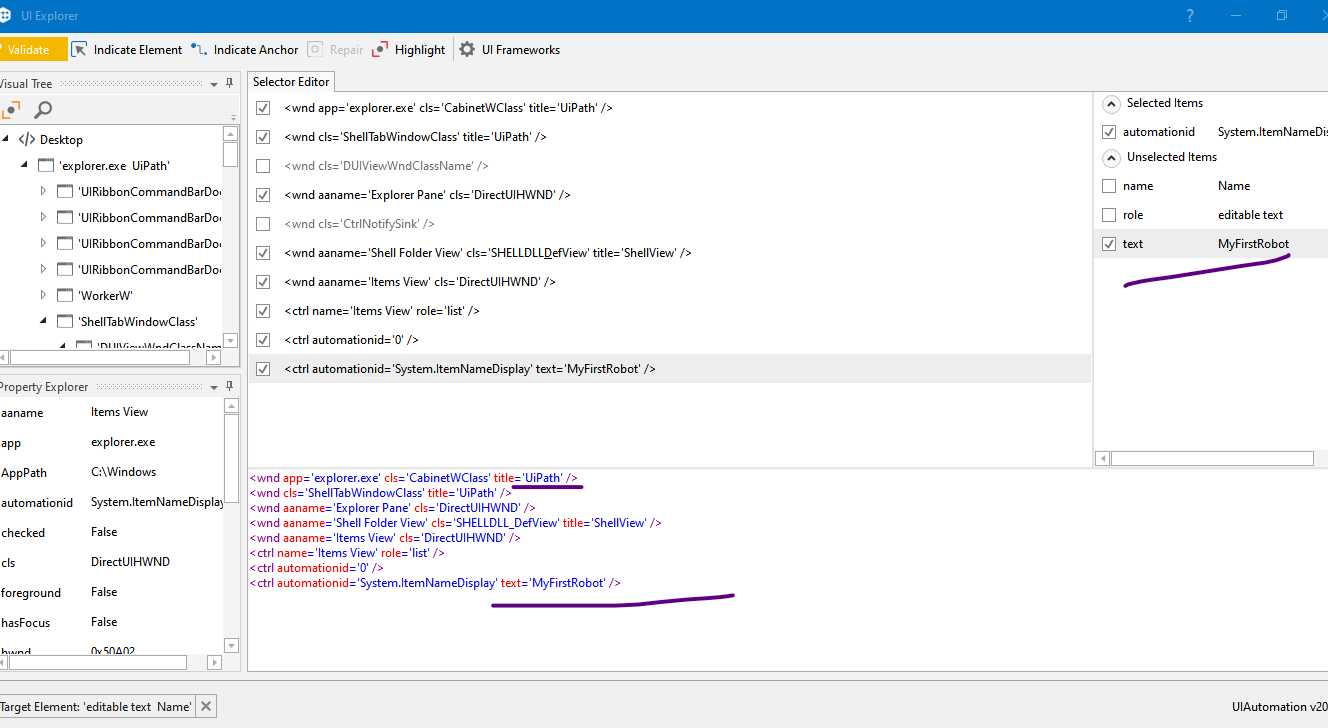 UI Explorer
Validate Indicate Element Indicate Anchor Repair Highlight UI Frameworks
Visual Tree
Desktop
'explorer.exe UiPath'
'UIRibbonCommandBarDo
'UIRibbonCommandBarDo
'UIRibbonCommandBarDo
'UIRibbonCommandBarDo
'WorkerW'
'ShellTabWindowClass'
'DUIViewWndClassName
Property Explorer
aaname Items View
app explorer.exe
AppPath C:\Windows
automationid System.ItemNameDisplay
checked False
cls DirectUIHWND
foreground False
hasFocus False
hwnd 0x50A02
Selector Editor
<wnd app='explorer.exe' cls='CabinetWClass' title='UiPath' />
<wnd cls='ShellTabWindowClass' title='UiPath' />
<wnd cls='DUIViewWndClassName' />
<wnd aaname='Explorer Pane' cls='DirectUIHWND' />
<wnd cls='CtrlNotifySink' />
<wnd aaname='Shell Folder View' cls='SHELLDLLDefView' title='ShellView' />
<wnd aaname='Items View' cls='DirectUIHWND' />
<ctrl name='Items View' role='list' />
<ctrl automationid='0' />
<ctrl automationid='System.ItemNameDisplay' text='MyFirstRobot' />
Selected Items
automationid System.ItemNameDis
Unselected Items
name Name
role editable text
text MyFirstRobot
<wnd app='explorer.exe' cls='CabinetWClass' title='UiPath' />
<wnd cls='ShellTabWindowClass' title='UiPath' />
<wnd aaname='Explorer Pane' cls='DirectUIHWND' />
<wnd aaname='Shell Folder View' cls='SHELLDLL_DefView' title='ShellView' />
<wnd aaname='Items View' cls='DirectUIHWND' />
<ctrl name='Items View' role='list' />
<ctrl automationid='0' />
<ctrl automationid='System.ItemNameDisplay' text='MyFirstRobot' />
Target Element: 'editable text Name'
UIAutomation v20